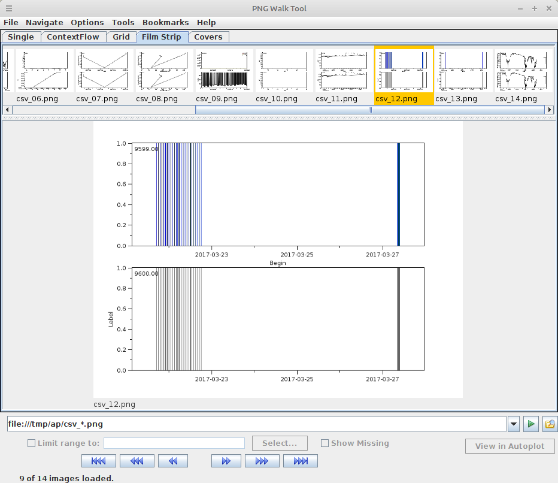 PNG Walk Tool
File Navigate Options Tools Bookmarks Help
Single ContextFlow Grid Film Strip Covers
csv_06.png csv_07.png csv_08.png csv_09.png csv_10.png csv_11.png csv_12.png csv_13.png csv_14.png
1.0
9599.00
0.8
0.6
0.4
0.2
0.0
2017-03-23 2017-03-25 2017-03-27
Begin
1.0
9600.00
0.8
0.6
Label
0.4
0.2
0.0
2017-03-23 2017-03-25 2017-03-27
csv_12.png
file:///tmp/ap/csv_*.png
Limit range to: Select... Show Missing
View in Autoplot
9 of 14 images loaded.